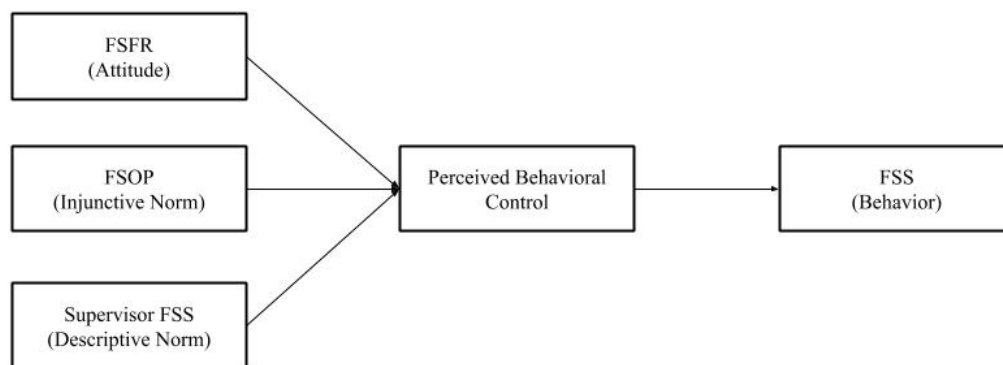 FSFR
(Attitude)
FSOP
(Injunctive Norm)
Supervisor FSS
(Descriptive Norm)
Perceived Behavioral
Control
FSS
(Behavior)